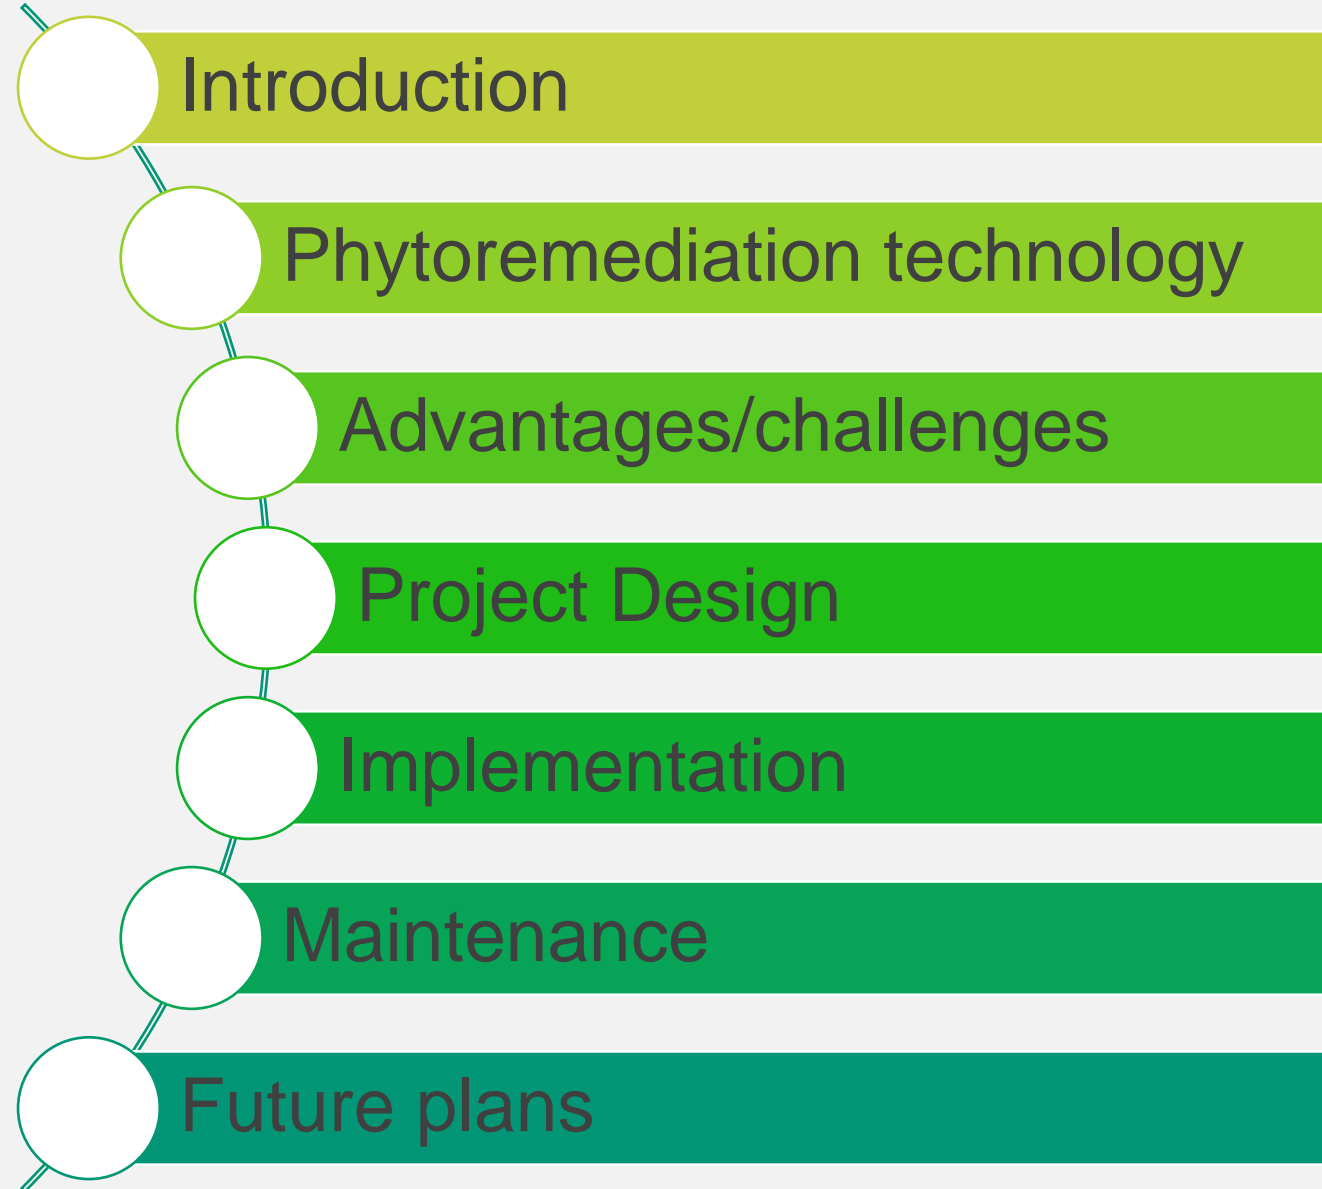 Introduction
Phytoremediation technology
Advantages/challenges
Project Design
Implementation
Maintenance
Future plans